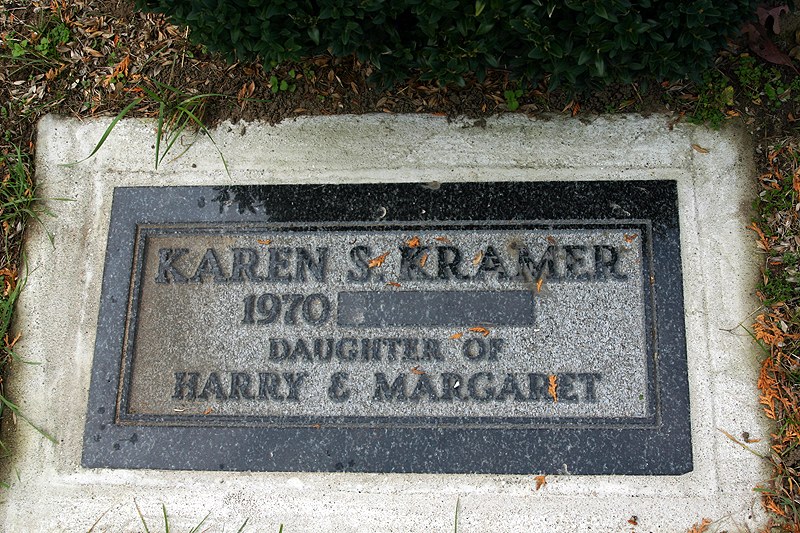 KAREN S. KRAMER
1970
DAUGHTER OF
HARRY & MARGARET